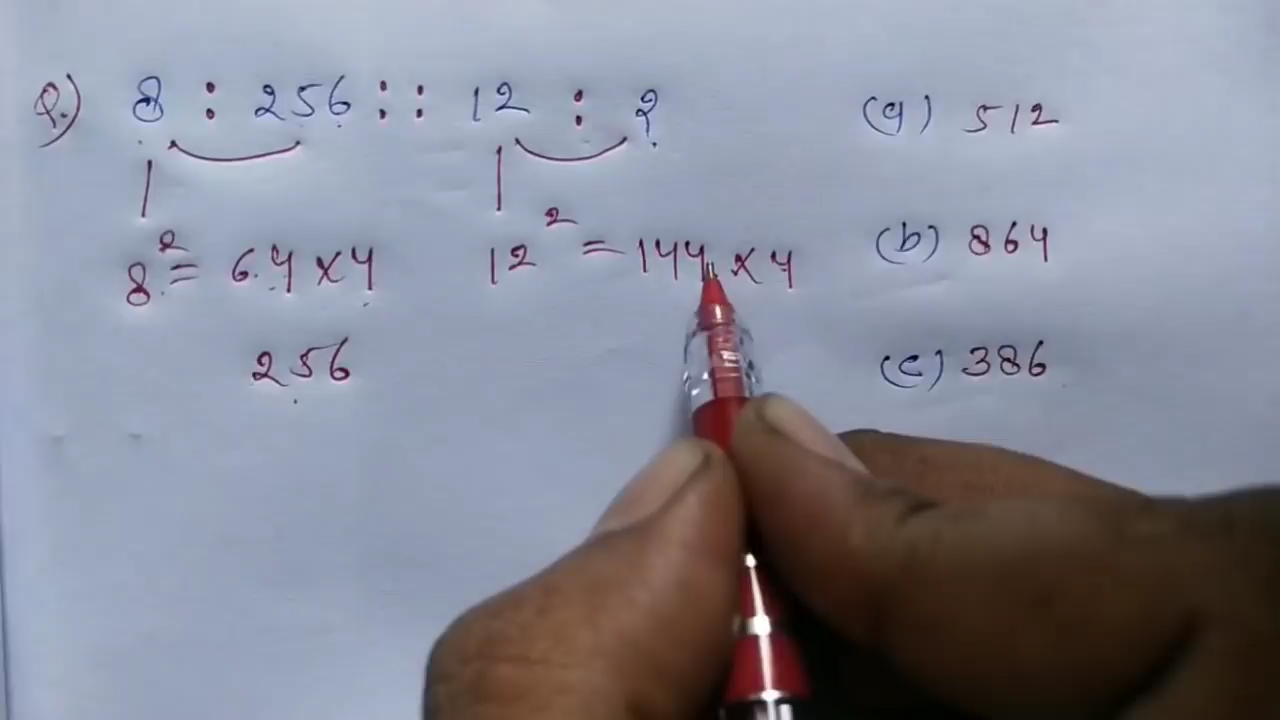 Q.) 8 : 256 :: 12 : ?
8² = 64 x 4
256
12² = 144 x 4
(a) 512
(b) 864
(c) 386